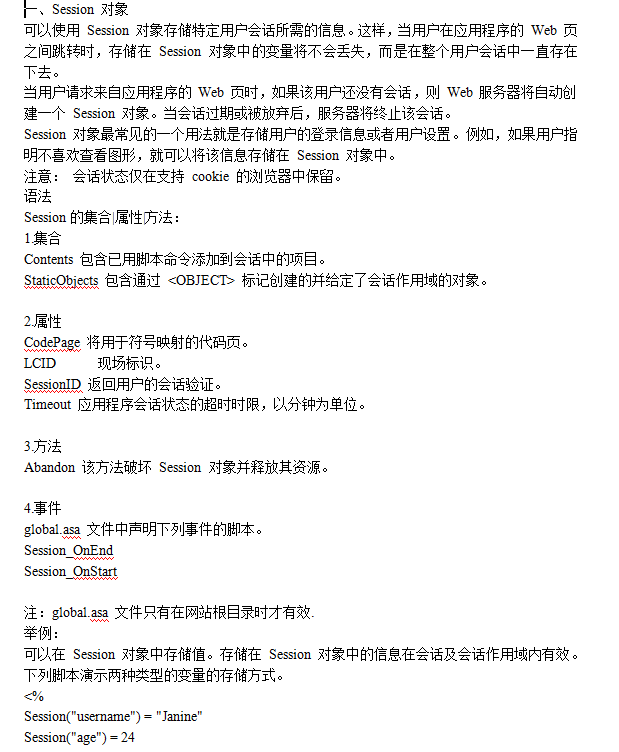 一、Session 对象
可以使用 Session 对象存储特定用户会话所需的信息。这样，当用户在应用程序的 Web 页
之间跳转时，存储在 Session 对象中的变量将不会丢失，而是在整个用户会话中一直存在
下去。
当用户请求来自应用程序的 Web 页时，如果该用户还没有会话，则 Web 服务器将自动创
建一个 Session 对象。当会话过期或被放弃后，服务器将终止该会话。
Session 对象最常见的一个用法就是存储用户的登录信息或者用户设置。例如，如果用户指
明不喜欢查看图形，就可以将该信息存储在 Session 对象中。
注意： 会话状态仅在支持 cookie 的浏览器中保留。
语法
Session 的集合|属性|方法：
1.集合
Contents 包含已用脚本命令添加到会话中的项目。
StaticObjects 包含通过 <OBJECT> 标记创建的并给定了会话作用域的对象。
2.属性
CodePage 将用于符号映射的代码页。
LCID 现场标识。
SessionID 返回用户的会话验证。
Timeout 应用程序会话状态的超时时限，以分钟为单位。
3.方法
Abandon 该方法破坏 Session 对象并释放其资源。
4.事件
global.asa 文件中声明下列事件的脚本。
Session_OnEnd
Session_OnStart
注：global.asa 文件只有在网站根目录时才有效.
举例：
可以在 Session 对象中存储值。存储在 Session 对象中的信息在会话及会话作用域内有效。
下列脚本演示两种类型的变量的存储方式。
<%
Session("username") = "Janine"
Session("age") = 24